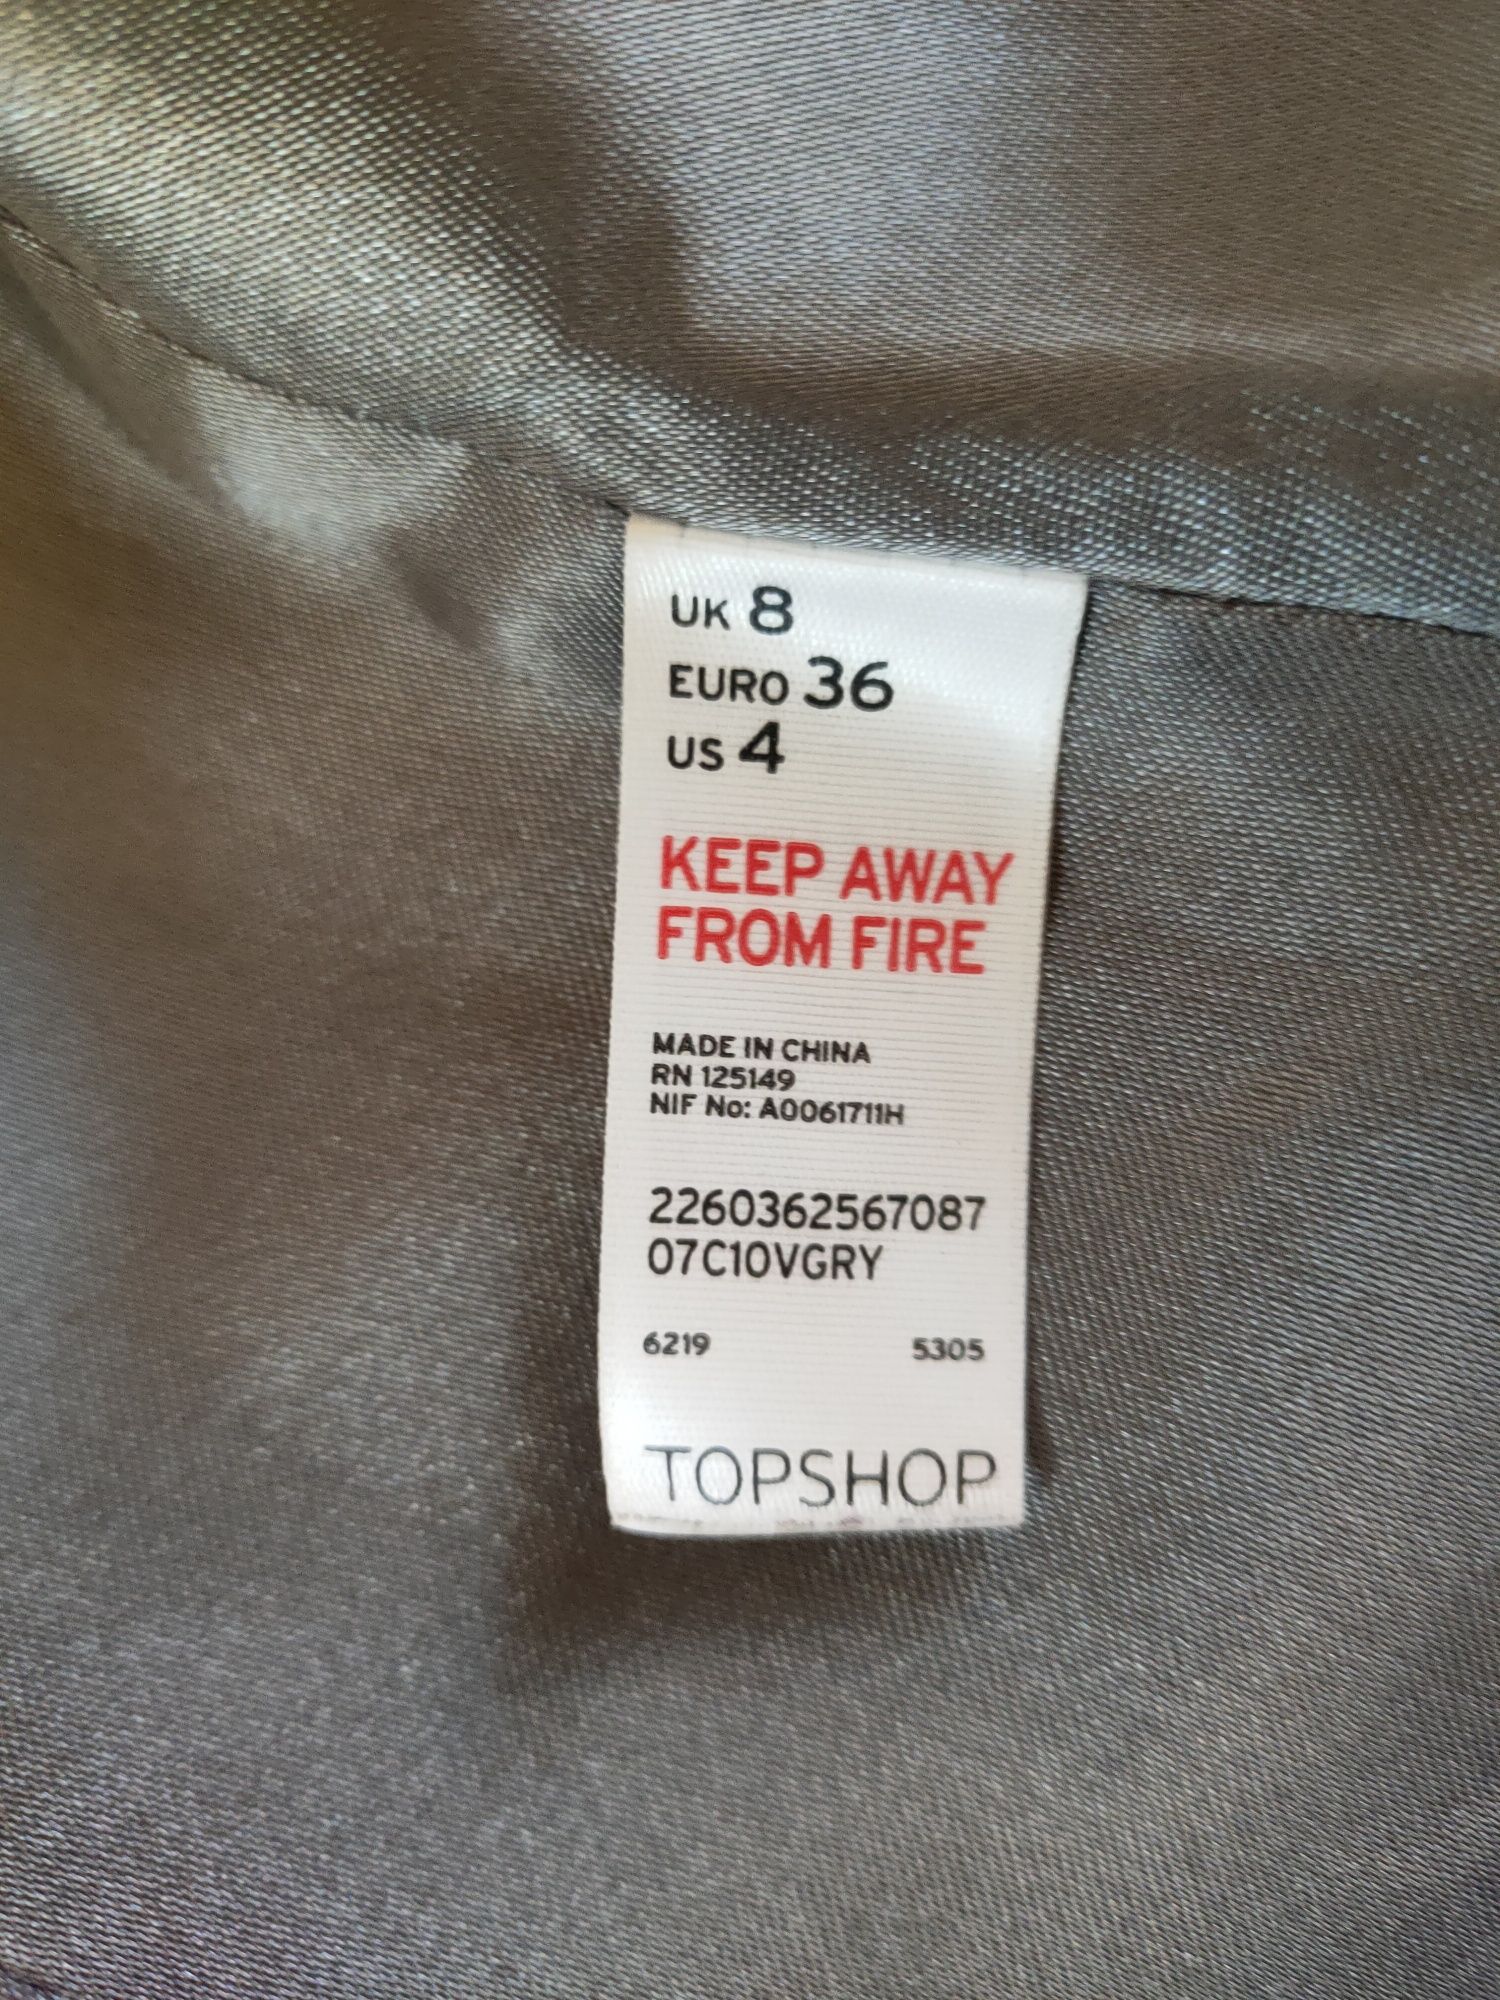 UK 8
EURO 36
US 4
KEEP AWAY
FROM FIRE
MADE IN CHINA
RN 125149
NIF No: A0061711H
2260362567087
07C10VGRY
6219 5305
TOPSHOP